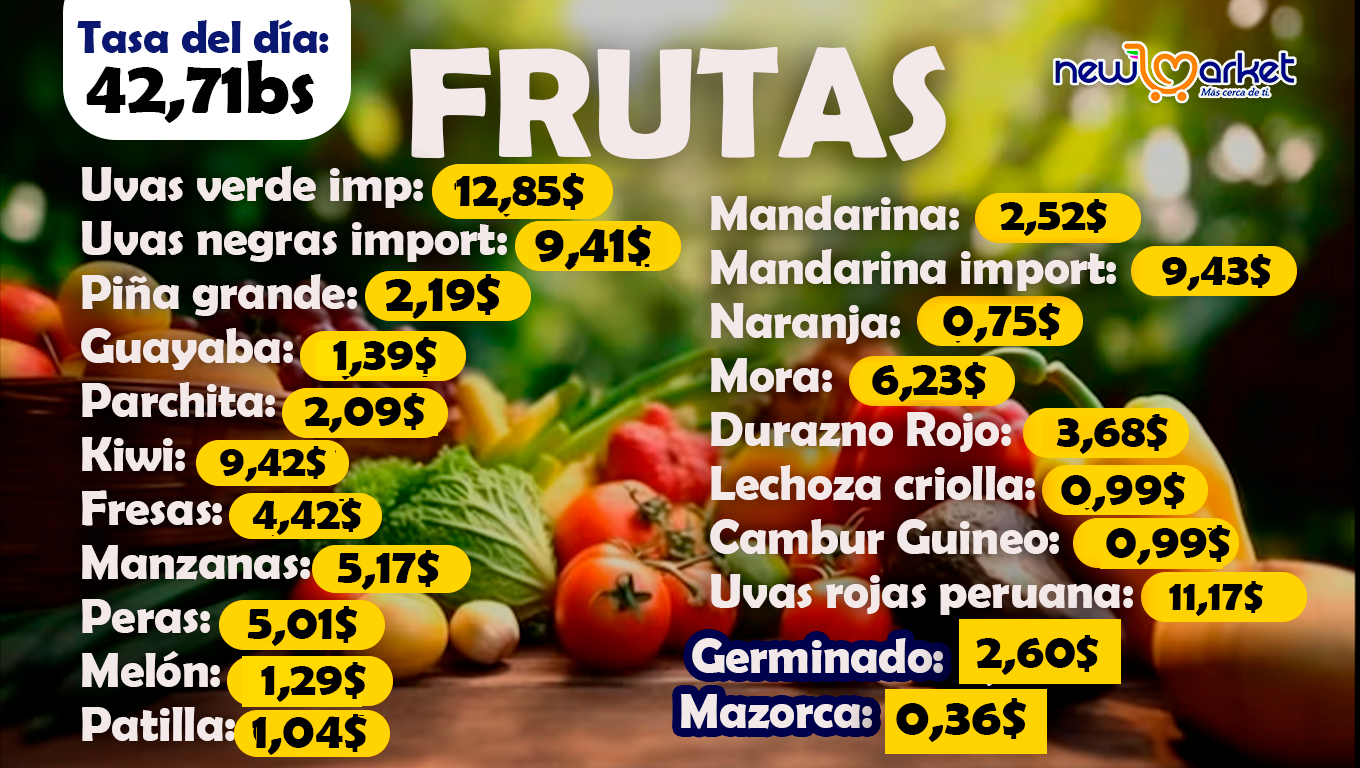 Tasa del día:
42,71bs
FRUTAS
new market
Más cerca de ti.
Uvas verde imp: 12,85$
Uvas negras import: 9,41$
Piña grande: 2,19$
Guayaba: 1,39$
Parchita: 2,09$
Kiwi: 9,42$
Fresas: 4,42$
Manzanas: 5,17$
Peras: 5,01$
Melón: 1,29$
Patilla: 1,04$
Mandarina: 2,52$
Mandarina import: 9,43$
Naranja: 0,75$
Mora: 6,23$
Durazno Rojo: 3,68$
Lechoza criolla: 0,99$
Cambur Guineo: 0,99$
Uvas rojas peruana: 11,17$
Germinado: 2,60$
Mazorca: 0,36$